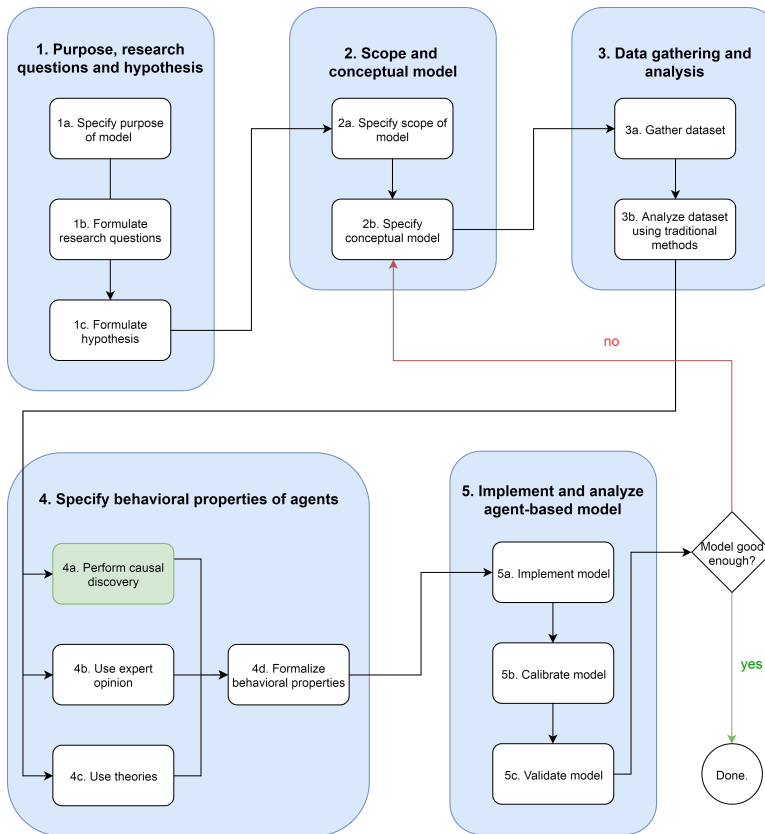 1. Purpose, research
questions and hypothesis
1a. Specify purpose
of model
1b. Formulate
research questions
1c. Formulate
hypothesis
2. Scope and
conceptual model
2a. Specify scope of
model
2b. Specify
conceptual model
3. Data gathering and
analysis
3a. Gather dataset
3b. Analyze dataset
using traditional
methods
no
4. Specify behavioral properties of agents
4a. Perform causal
discovery
4b. Use expert
opinion
4c. Use theories
4d. Formalize
behavioral properties
5. Implement and analyze
agent-based model
5a. Implement model
5b. Calibrate model
5c. Validate model
Model good
enough?
yes
Done.